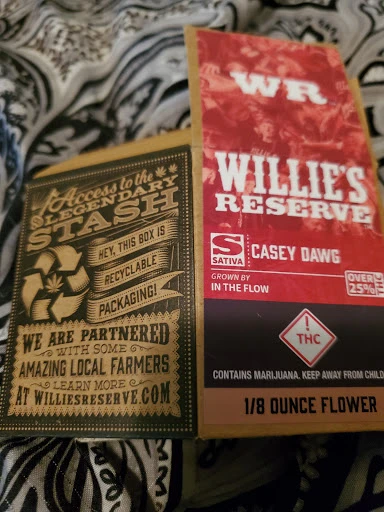 Access to the
LEGENDARY
STASH
HEY, THIS BOX IS
RECYCLABLE
PACKAGING!
WE ARE PARTNERED
WITH SOME
AMAZING LOCAL FARMERS
LEARN MORE
AT WILLIESRESERVE.COM
WR
WILLIE'S
RESERVE
S
SATIVA
CASEY DAWG
GROWN BY
IN THE FLOW
OVER
25%
!
THC
CONTAINS MARIJUANA. KEEP AWAY FROM CHILD
1/8 OUNCE FLOWER